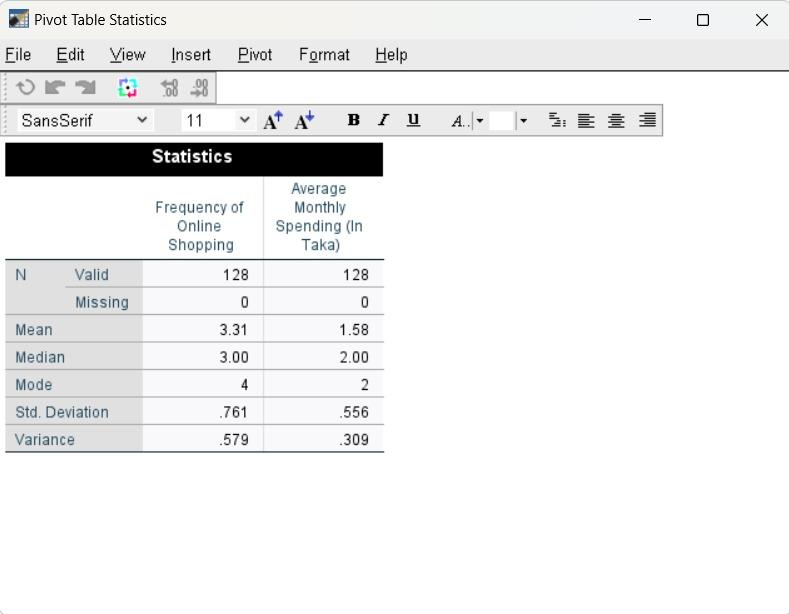 Pivot Table Statistics
File Edit View Insert Pivot Format Help
.00 .00
SansSerif 11 A A B I U A..
Statistics
Frequency of Online Shopping
Average Monthly Spending (In Taka)
N Valid 128 128
Missing 0 0
Mean 3.31 1.58
Median 3.00 2.00
Mode 4 2
Std. Deviation .761 .556
Variance .579 .309